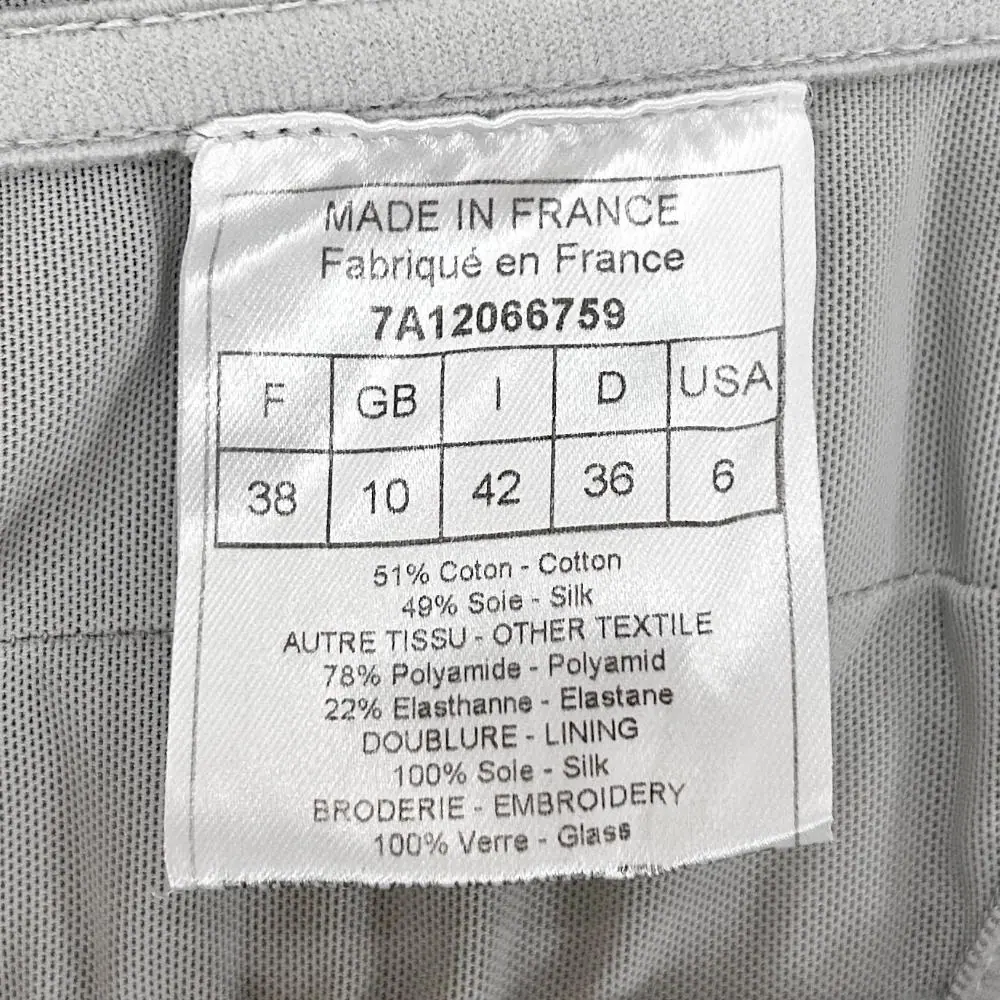 MADE IN FRANCE
Fabriqué en France
7A12066759
F GB I D USA
38 10 42 36 6
51% Coton - Cotton
49% Soie - Silk
AUTRE TISSU - OTHER TEXTILE
78% Polyamide - Polyamid
22% Elasthanne - Elastane
DOUBLURE - LINING
100% Soie - Silk
BRODERIE - EMBROIDERY
100% Verre - Glass